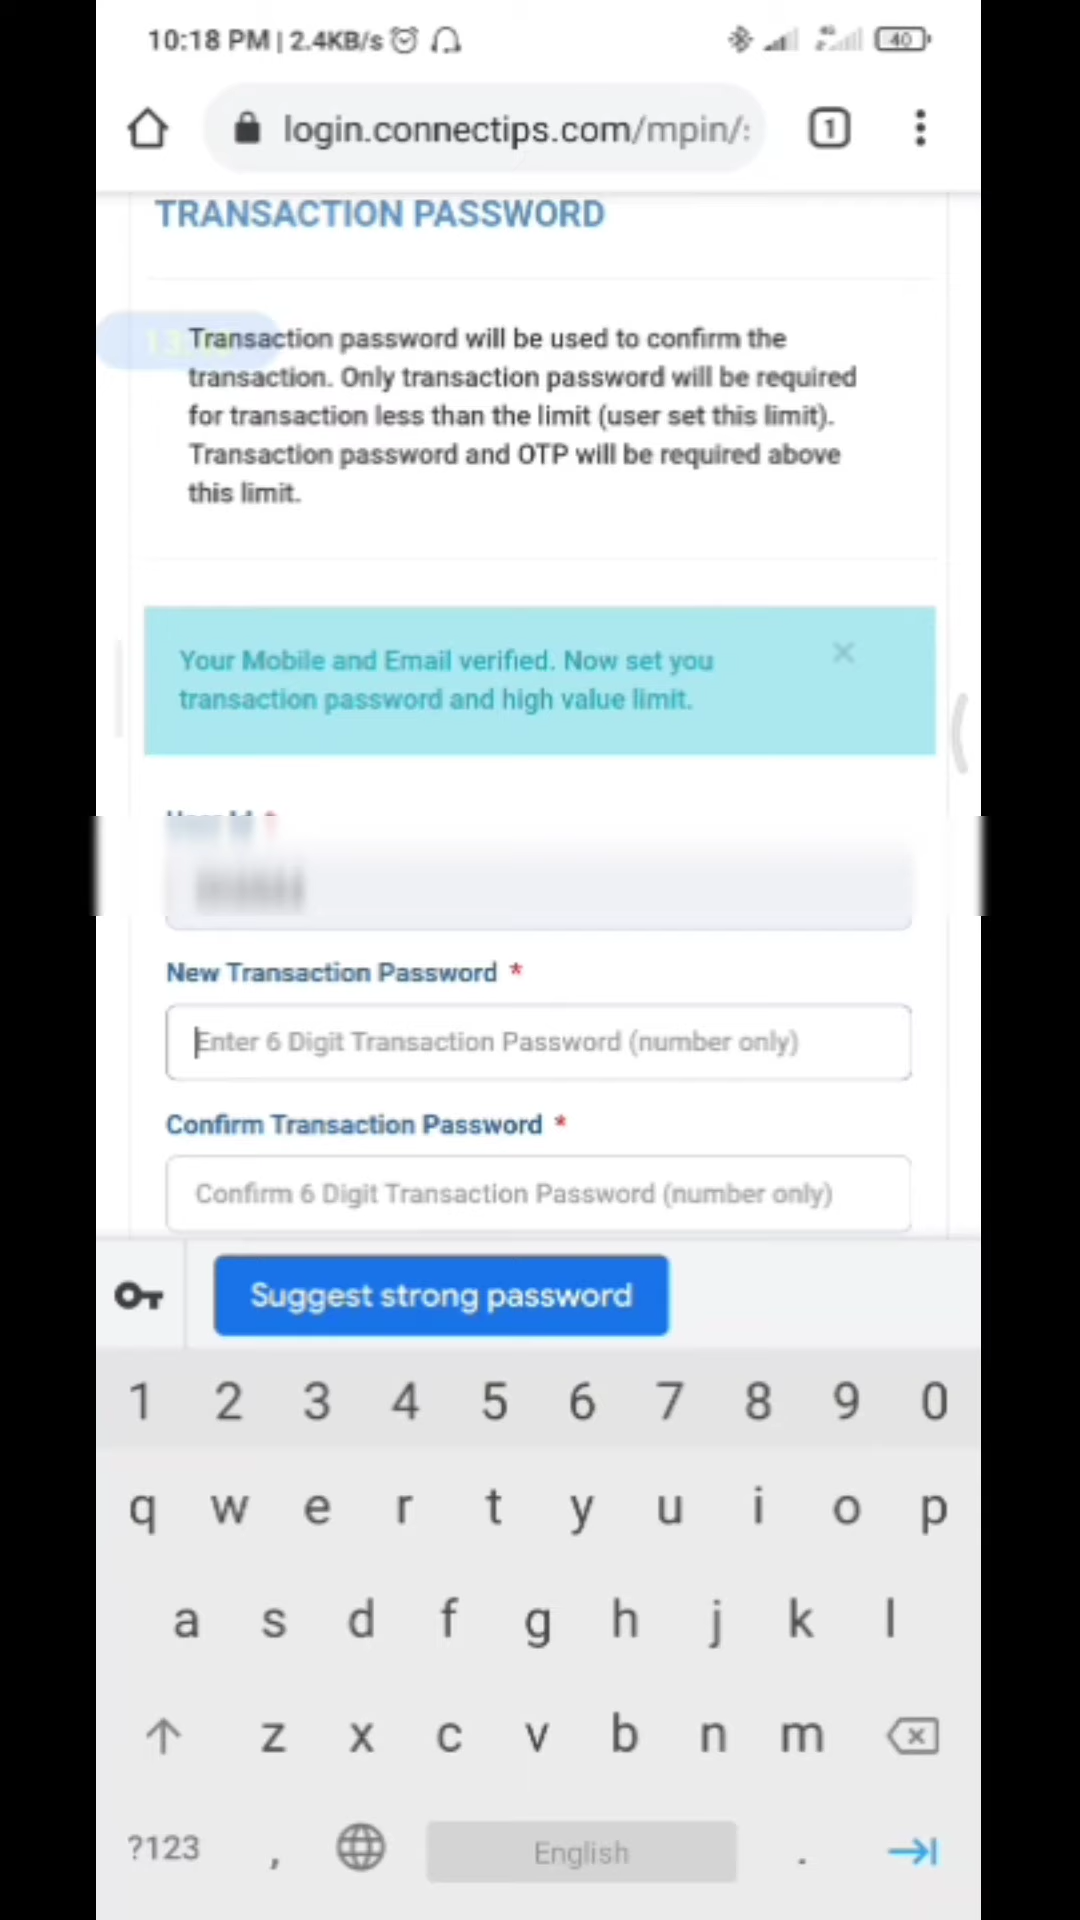 10:18 PM | 2.4KB/s
40
login.connectips.com/mpin/
1
TRANSACTION PASSWORD
Transaction password will be used to confirm the
transaction. Only transaction password will be required
for transaction less than the limit (user set this limit).
Transaction password and OTP will be required above
this limit.
Your Mobile and Email verified. Now set you
transaction password and high value limit.
User Id *
New Transaction Password *
Enter 6 Digit Transaction Password (number only)
Confirm Transaction Password *
Confirm 6 Digit Transaction Password (number only)
Suggest strong password
1 2 3 4 5 6 7 8 9 0
q w e r t y u i o p
a s d f g h j k l
z x c v b n m
?123 , English .